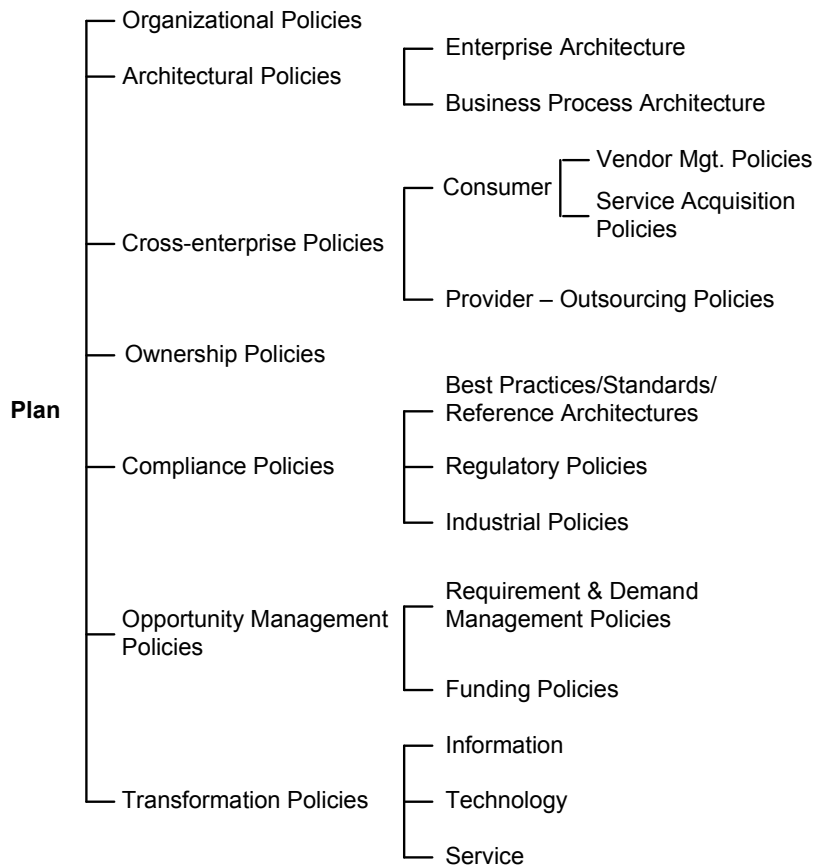 Plan
Organizational Policies
Architectural Policies
Enterprise Architecture
Business Process Architecture
Cross-enterprise Policies
Consumer
Vendor Mgt. Policies
Service Acquisition
Policies
Provider – Outsourcing Policies
Ownership Policies
Compliance Policies
Best Practices/Standards/
Reference Architectures
Regulatory Policies
Industrial Policies
Opportunity Management
Policies
Requirement & Demand
Management Policies
Funding Policies
Transformation Policies
Information
Technology
Service